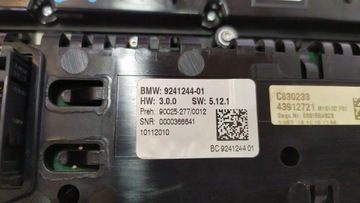 BMW: 9241244-01
HW: 3.0.0 SW: 5.12.1
Preh: 90025-277/0012
SNR: 0000366641
10112010
BC 9241244 01
C830233
43912721